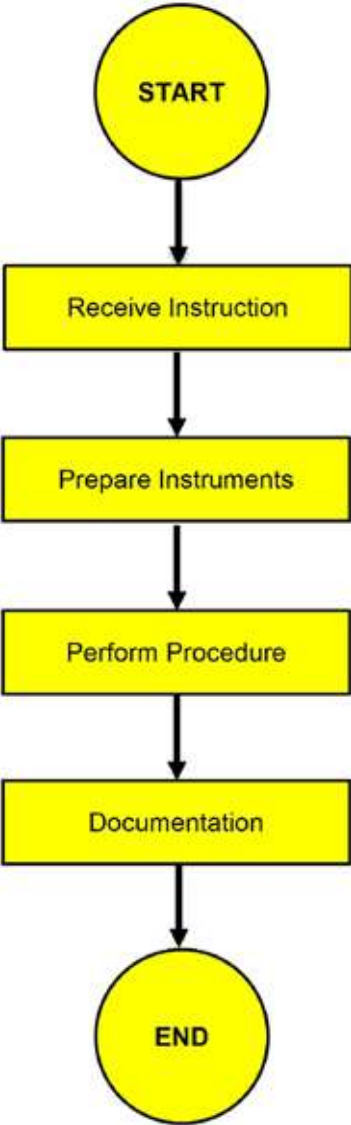 START
Receive Instruction
Prepare Instruments
Perform Procedure
Documentation
END